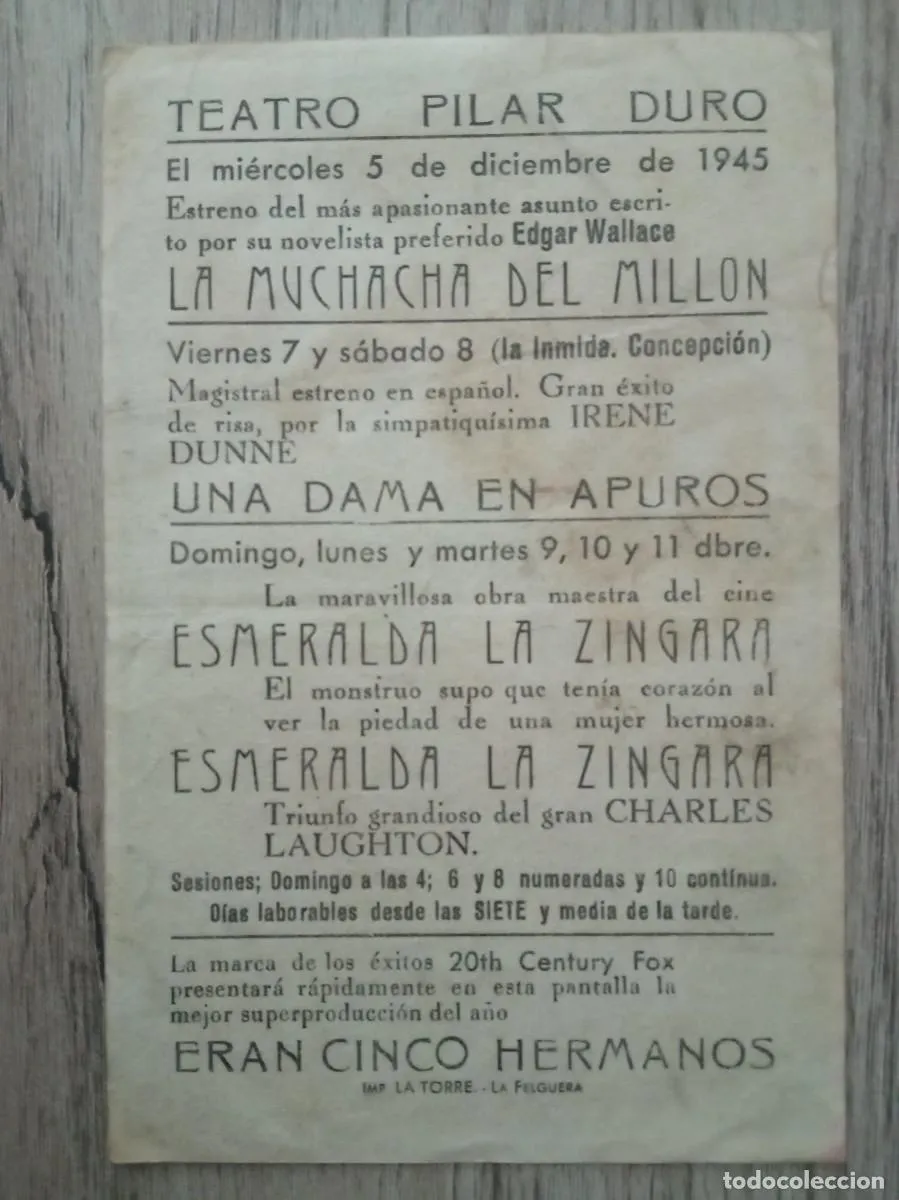 TEATRO PILAR DURO
El miércoles 5 de diciembre de 1945
Estreno del más apasionante asunto escri-
to por su novelista preferido Edgar Wallace
LA MUCHACHA DEL MILLON
Viernes 7 y sábado 8 (la Inmida. Concepción)
Magistral estreno en español. Gran éxito
de risa, por la simpatiquísima IRENE
DUNNE
UNA DAMA EN APUROS
Domingo, lunes y martes 9, 10 y 11 dbre.
La maravillosa obra maestra del cine
ESMERALDA LA ZINGARA
El monstruo supo que tenía corazón al
ver la piedad de una mujer hermosa.
ESMERALDA LA ZINGARA
Triunfo grandioso del gran CHARLES
LAUGHTON.
Sesiones; Domingo a las 4; 6 y 8 numeradas y 10 contínua.
Días laborables desde las SIETE y media de la tarde.
La marca de los éxitos 20th Century Fox
presentará rápidamente en esta pantalla la
mejor superproducción del año
ERAN CINCO HERMANOS
IMP LA TORRE. - LA FELGUERA
todocoleccion